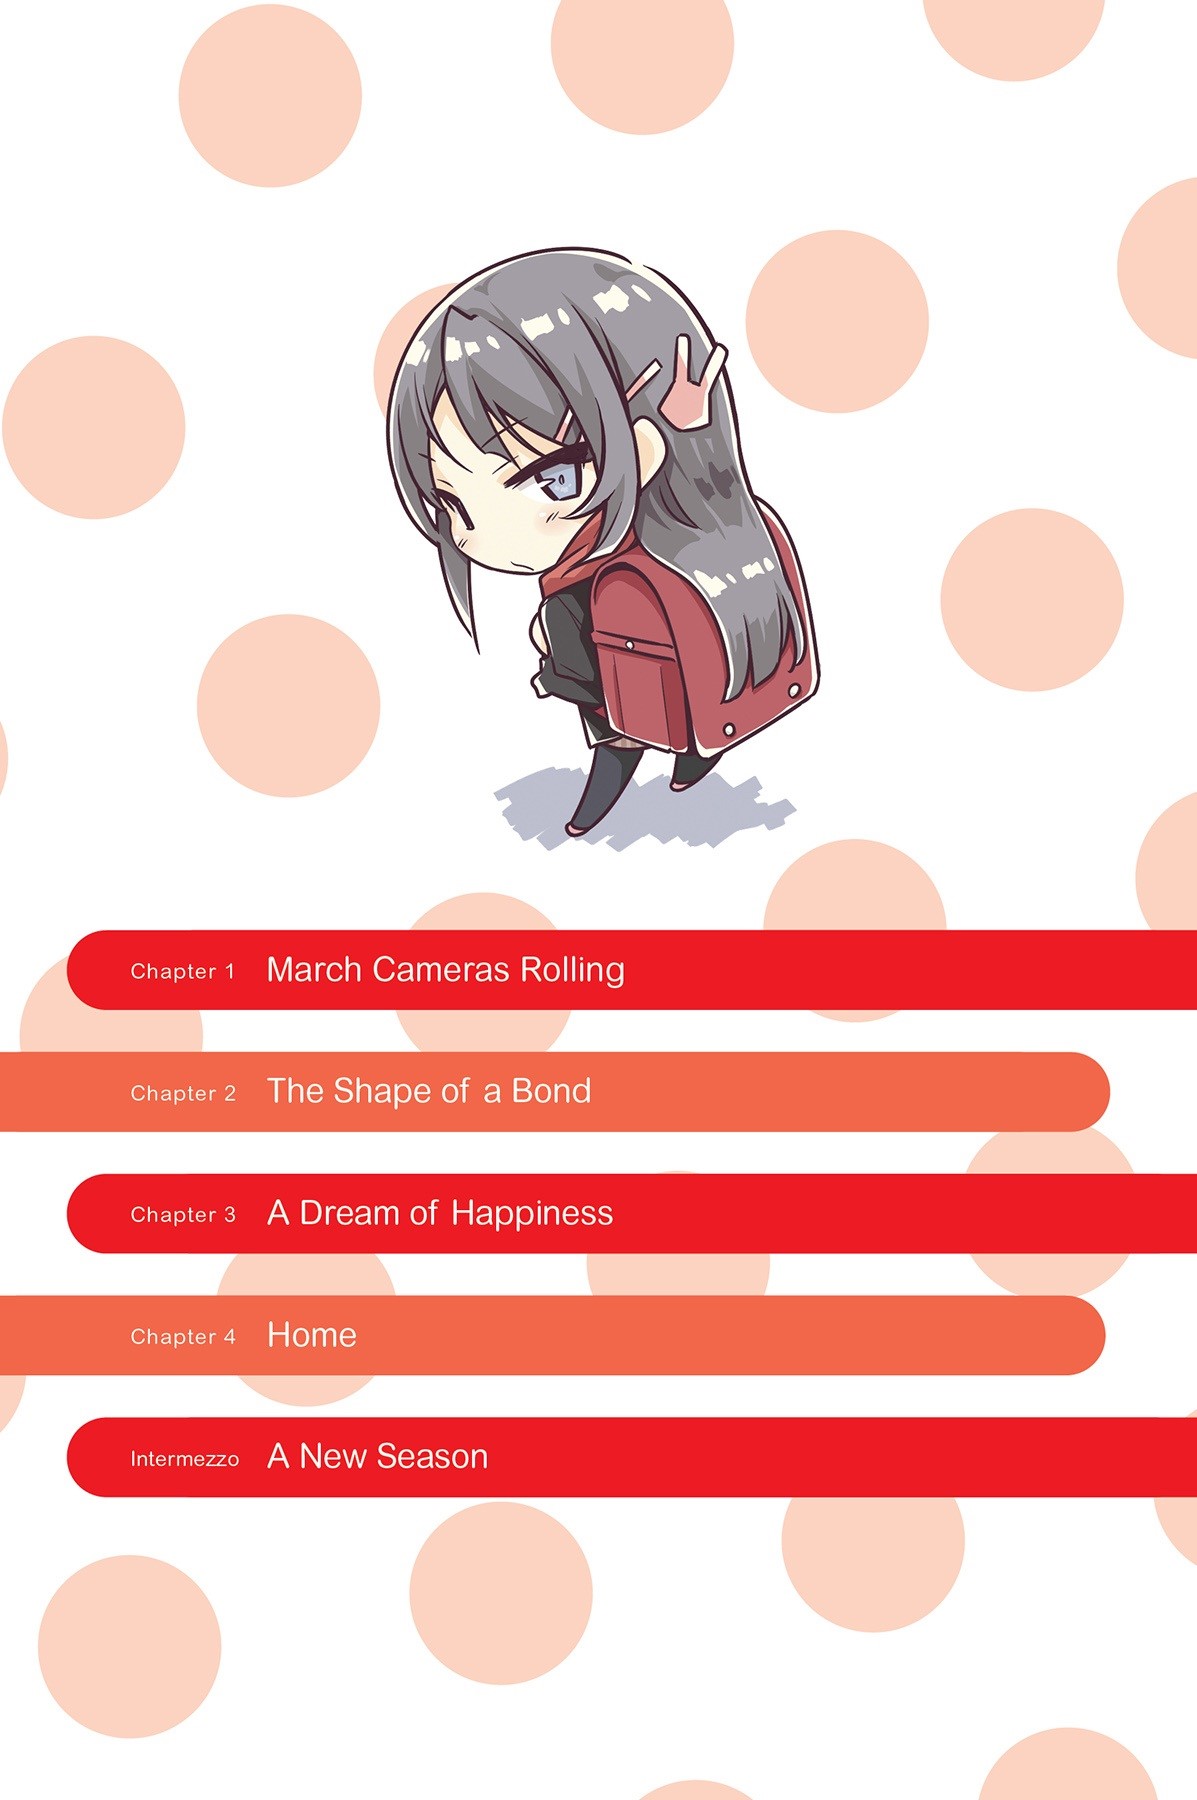 Chapter 1 March Cameras Rolling
Chapter 2 The Shape of a Bond
Chapter 3 A Dream of Happiness
Chapter 4 Home
Intermezzo A New Season